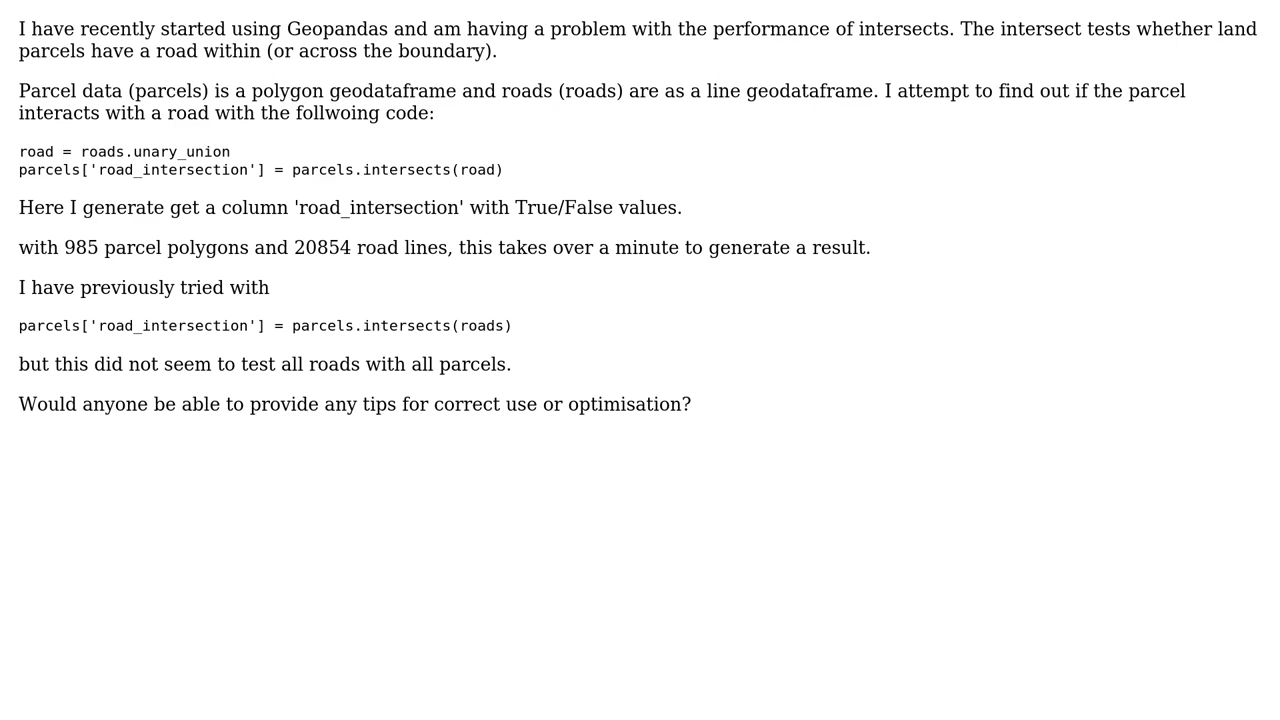 I have recently started using Geopandas and am having a problem with the performance of intersects. The intersect tests whether land
parcels have a road within (or across the boundary).
Parcel data (parcels) is a polygon geodataframe and roads (roads) are as a line geodataframe. I attempt to find out if the parcel
interacts with a road with the follwoing code:
road = roads.unary_union
parcels['road_intersection'] = parcels.intersects(road)
Here I generate get a column 'road_intersection' with True/False values.
with 985 parcel polygons and 20854 road lines, this takes over a minute to generate a result.
I have previously tried with
parcels['road_intersection'] = parcels.intersects(roads)
but this did not seem to test all roads with all parcels.
Would anyone be able to provide any tips for correct use or optimisation?